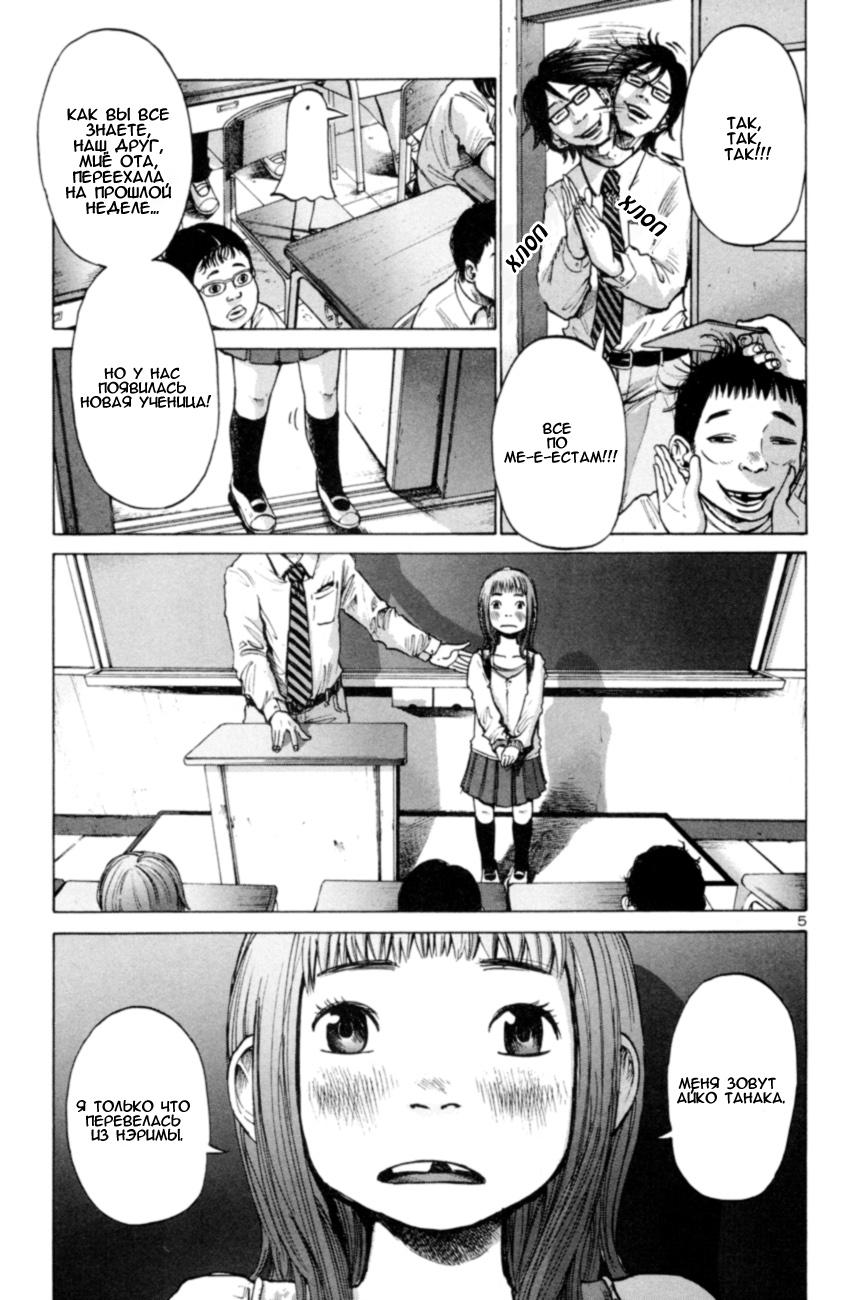 ТАК,
ТАК,
ТАК!!!
ХЛОП
ХЛОП
ВСЕ
ПО
МЕ-Е-ЕСТАМ!!!
КАК ВЫ ВСЕ
ЗНАЕТЕ,
НАШ ДРУГ,
МИЁ ОТА,
ПЕРЕЕХАЛА
НА ПРОШЛОЙ
НЕДЕЛЕ...
НО У НАС
ПОЯВИЛАСЬ
НОВАЯ УЧЕНИЦА!
5
МЕНЯ ЗОВУТ
АЙКО ТАНАКА.
Я ТОЛЬКО ЧТО
ПЕРЕВЕЛАСЬ
ИЗ НЭРИМЫ.